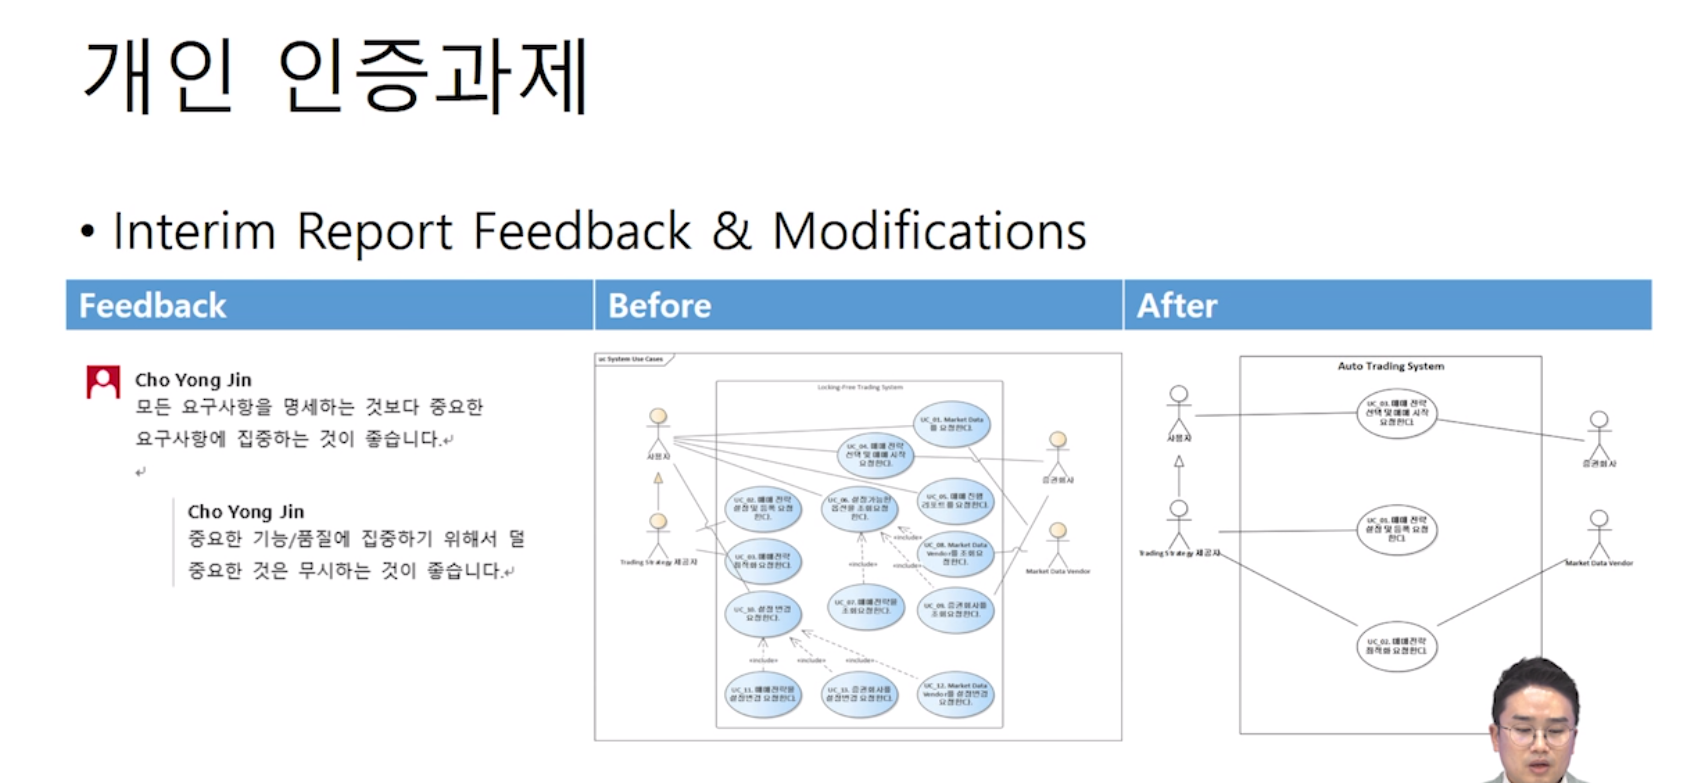 개인 인증과제
• Interim Report Feedback & Modifications
Feedback
Before
After
Cho Yong Jin
모든 요구사항을 명세하는 것보다 중요한
요구사항에 집중하는 것이 좋습니다.↵
↵
Cho Yong Jin
중요한 기능/품질에 집중하기 위해서 덜
중요한 것은 무시하는 것이 좋습니다.↵
uc System Use Cases
Locking-Free Trading System
사용자
Trading Strategy 제공자
UC_01. Market Data
를 요청한다.
UC_04. 매매 전략
선택 및 매매 시작
요청한다.
UC_02. 매매 전략
설정 및 등록 요청
한다.
UC_06. 설정가능한
옵션을 조회요청
한다.
UC_05. 매매 진행
리포트를 요청한다.
UC_03. 매매전략
최적화 요청한다.
UC_08. Market Data
Vendor를 조회요
청한다.
«include»
«include»
UC_10. 설정 변경
요청한다.
UC_07. 매매전략을
조회요청한다.
UC_09. 증권회사를
조회요청한다.
«include»
«include»
«include»
UC_11. 매매전략을
설정변경 요청한다.
증권회사를
설정변경 요청한다.
UC_12. Market Data
Vendor를 설정변경
요청한다.
증권회사
Market Data Vendor
Auto Trading System
사용자
Trading Strategy 제공자
UC_03. 매매 전략
선택 및 매매 시작
요청한다.
UC_01. 매매 전략
설정 및 등록 요청
한다.
UC_02. 매매전략
최적화 요청한다.
증권회사
Market Data Vendor